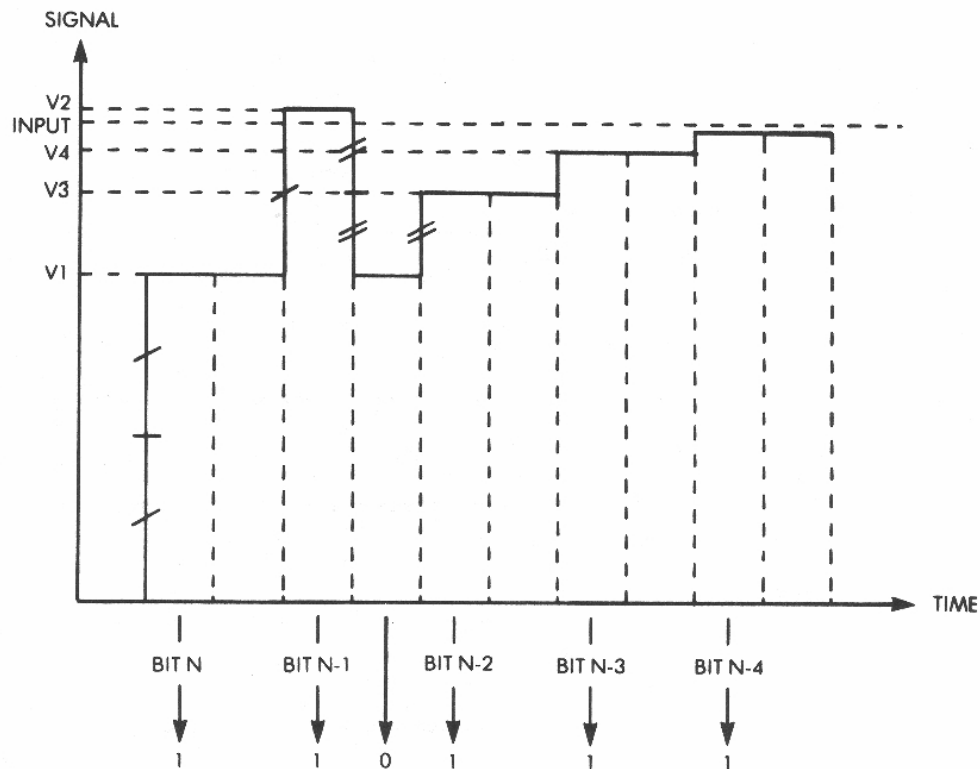 SIGNAL
V2
INPUT
V4
V3
V1
TIME
BIT N BIT N-1 BIT N-2 BIT N-3 BIT N-4
1 1 0 1 1 1